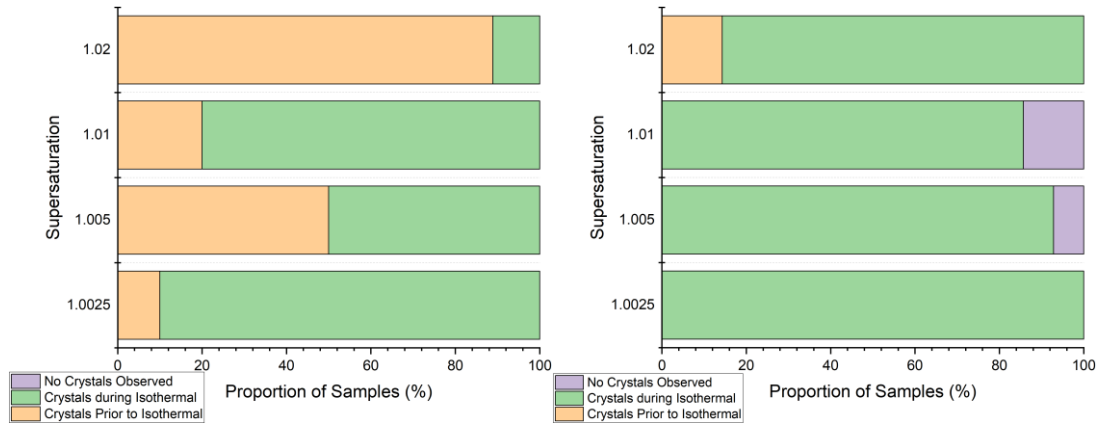 Supersaturation
1.02
1.01
1.005
1.0025
0
20
40
60
80
100
Proportion of Samples (%)
No Crystals Observed
Crystals during Isothermal
Crystals Prior to Isothermal
Supersaturation
1.02
1.01
1.005
1.0025
0
20
40
60
80
100
Proportion of Samples (%)
No Crystals Observed
Crystals during Isothermal
Crystals Prior to Isothermal